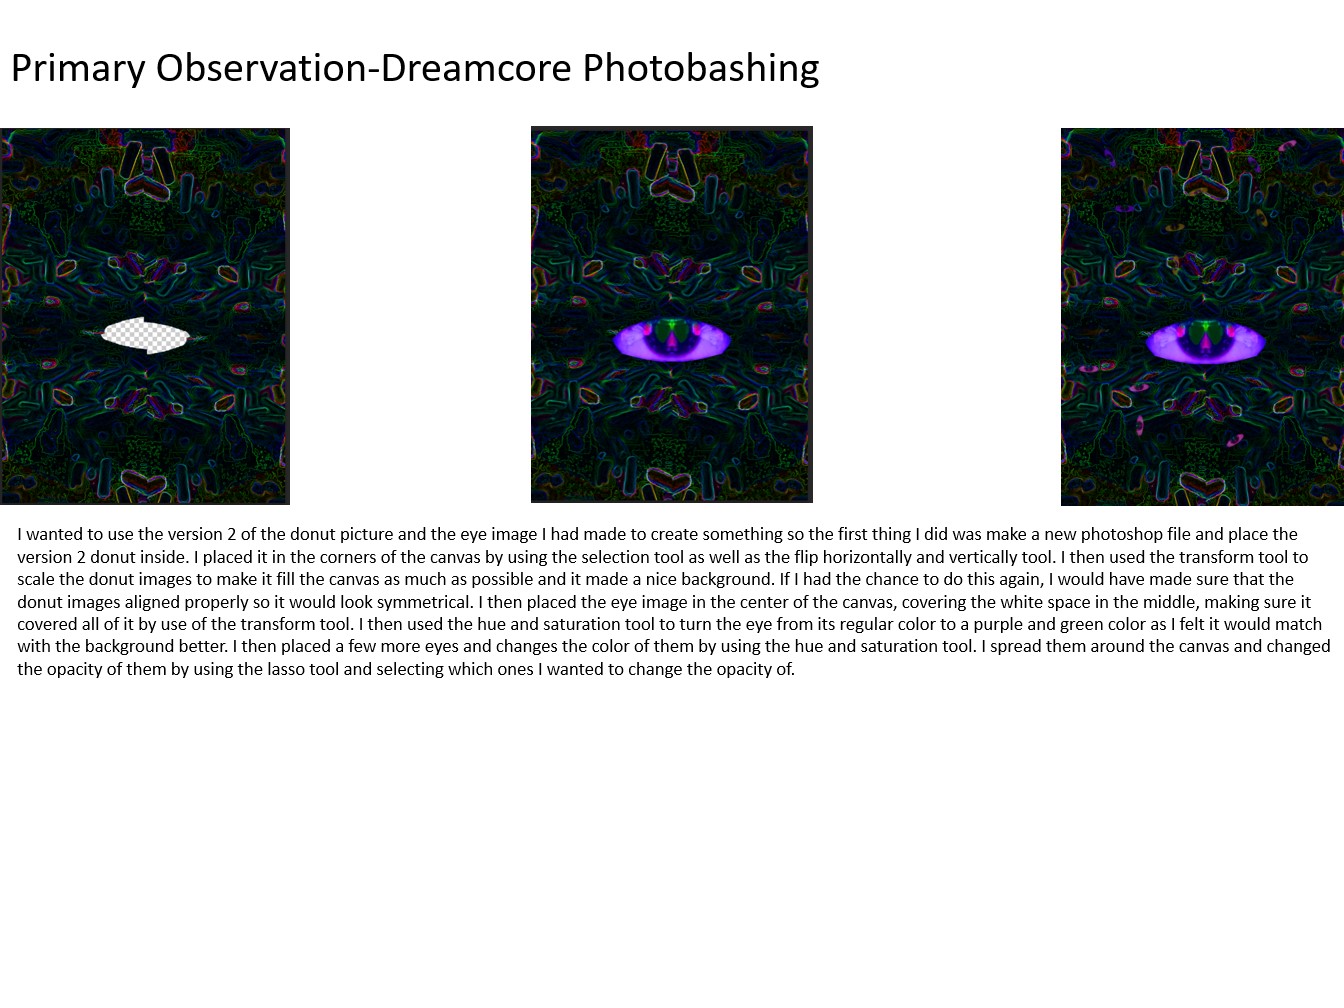 Primary Observation-Dreamcore Photobashing
I wanted to use the version 2 of the donut picture and the eye image I had made to create something so the first thing I did was make a new photoshop file and place the
version 2 donut inside. I placed it in the corners of the canvas by using the selection tool as well as the flip horizontally and vertically tool. I then used the transform tool to
scale the donut images to make it fill the canvas as much as possible and it made a nice background. If I had the chance to do this again, I would have made sure that the
donut images aligned properly so it would look symmetrical. I then placed the eye image in the center of the canvas, covering the white space in the middle, making sure it
covered all of it by use of the transform tool. I then used the hue and saturation tool to turn the eye from its regular color to a purple and green color as I felt it would match
with the background better. I then placed a few more eyes and changes the color of them by using the hue and saturation tool. I spread them around the canvas and changed
the opacity of them by using the lasso tool and selecting which ones I wanted to change the opacity of.